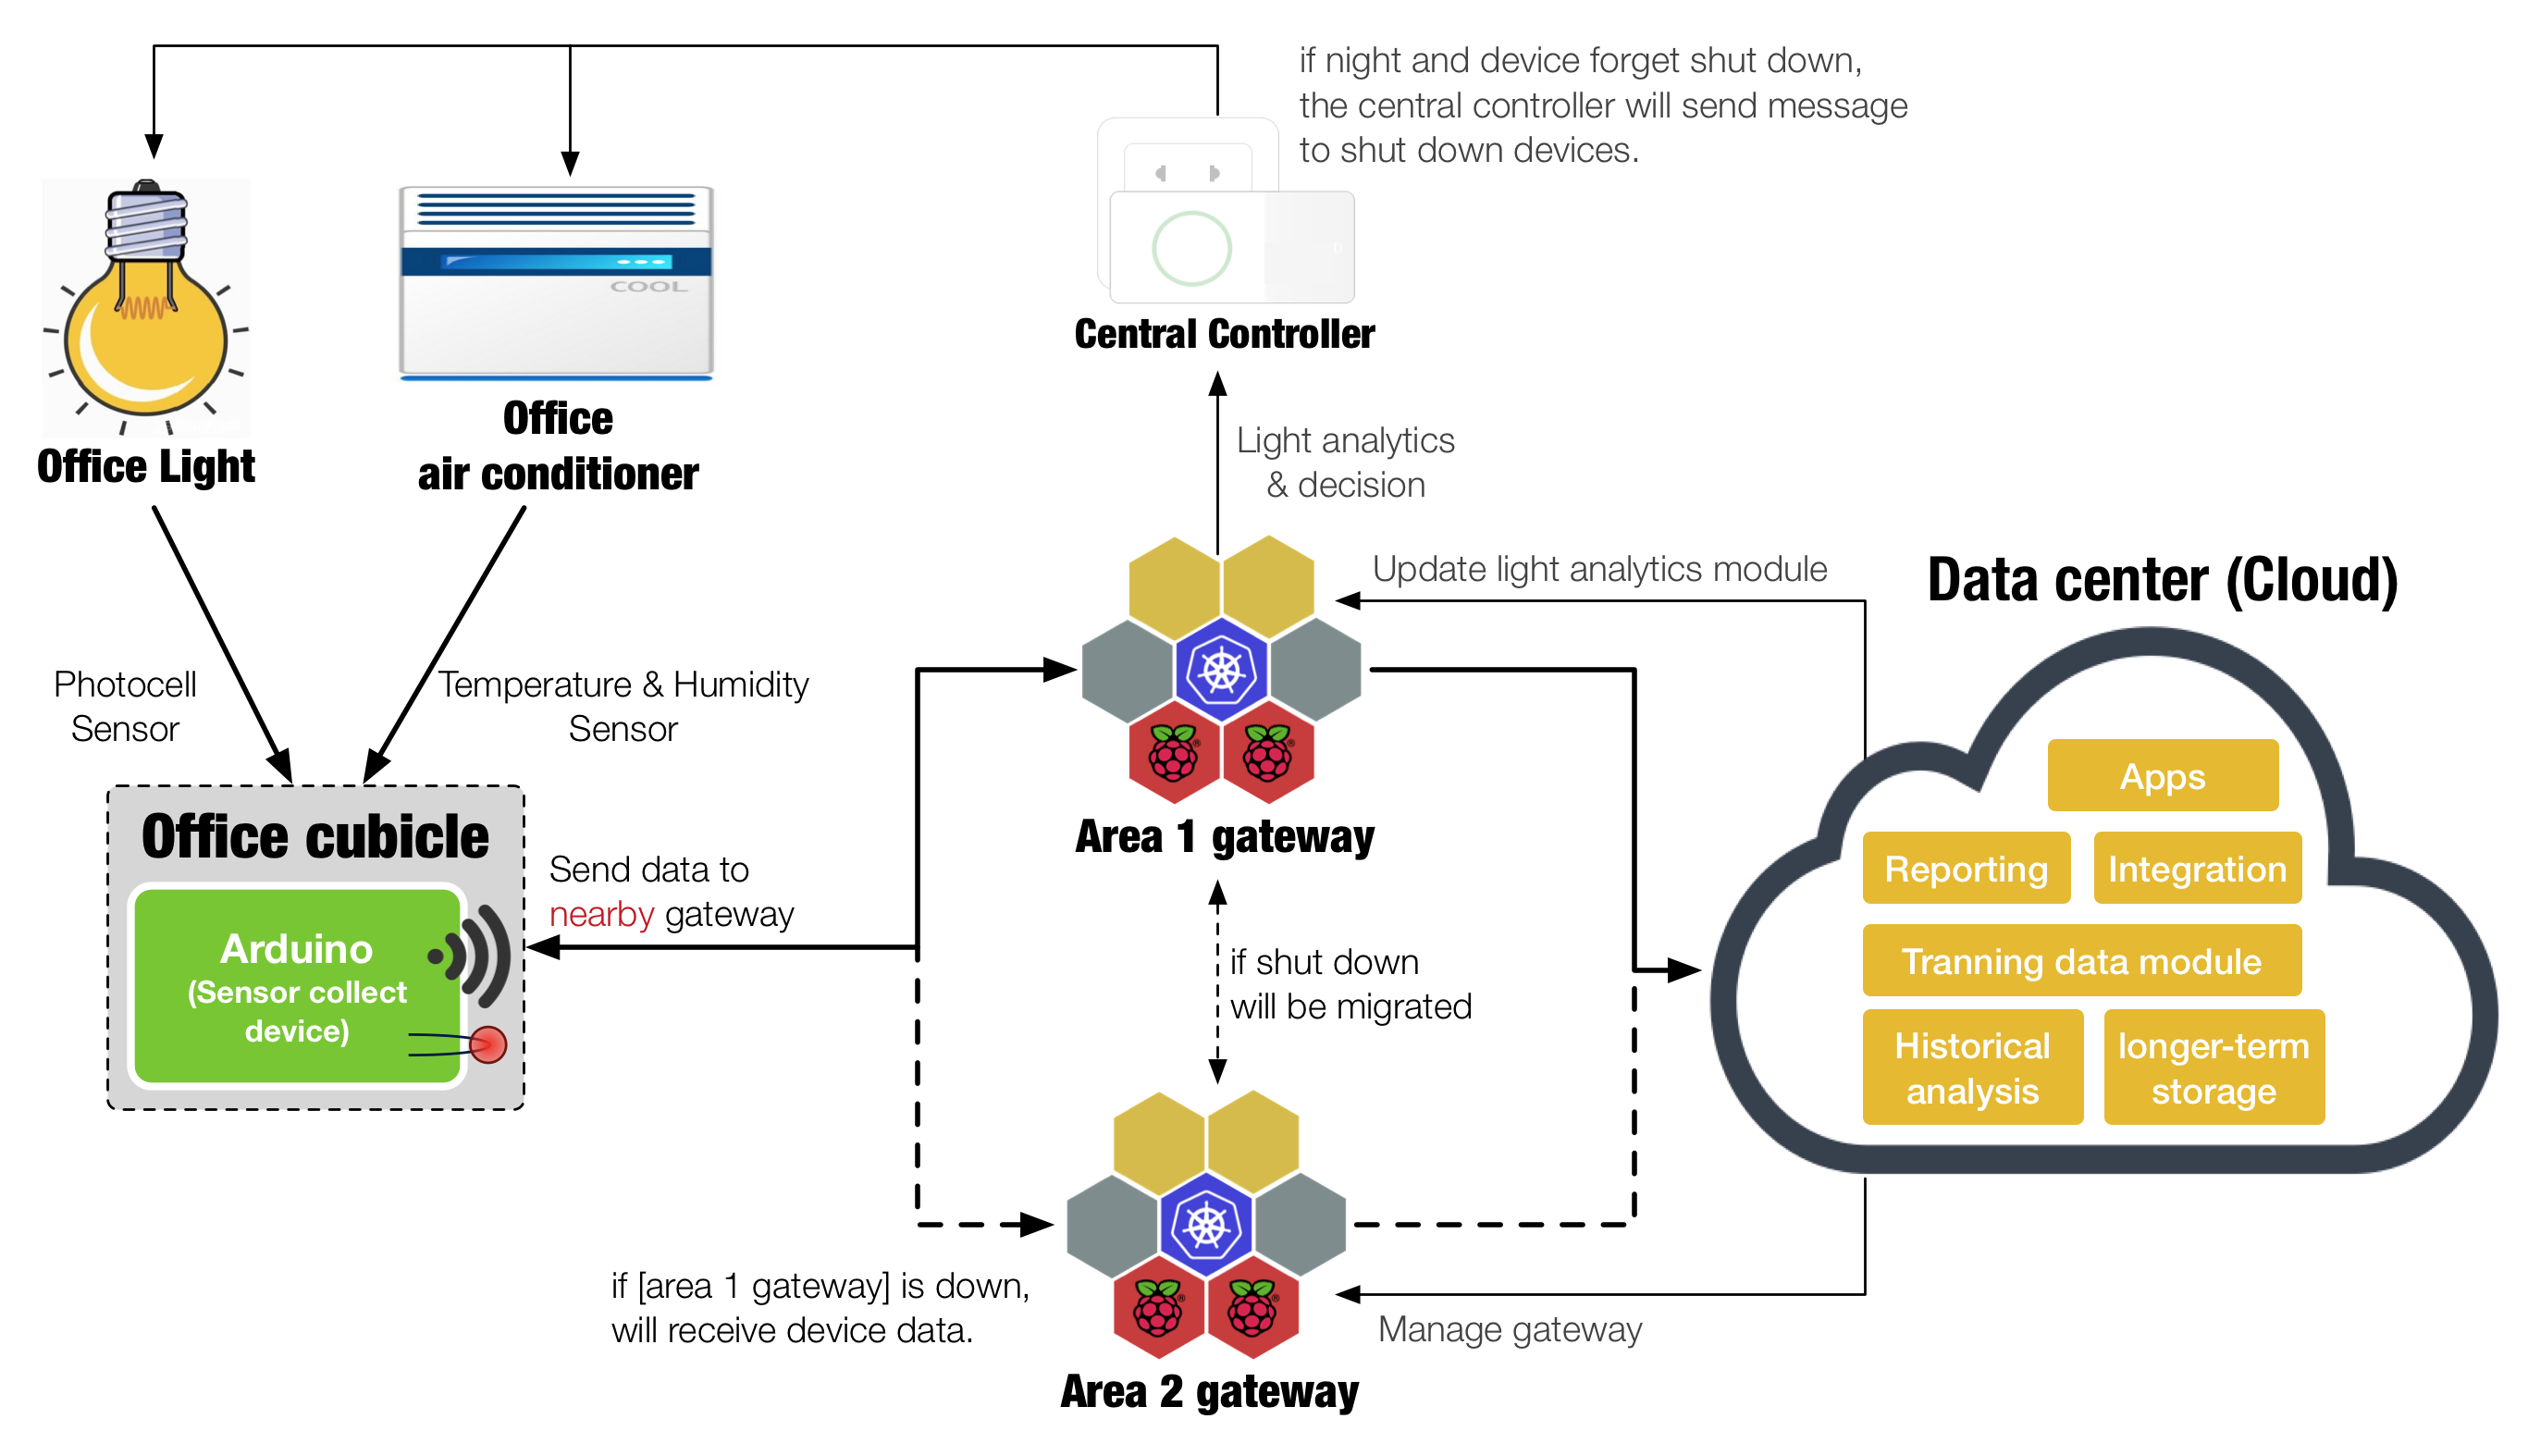 if night and device forget shut down,
the central controller will send message
to shut down devices.
COOL
Central Controller
Office Light
Office
air conditioner
Light analytics
& decision
Update light analytics module
Data center (Cloud)
Photocell
Sensor
Temperature & Humidity
Sensor
Office cubicle
Arduino
(Sensor collect
device)
Send data to
nearby gateway
Area 1 gateway
if shut down
will be migrated
Apps
Reporting
Integration
Tranning data module
Historical
analysis
longer-term
storage
if [area 1 gateway] is down,
will receive device data.
Manage gateway
Area 2 gateway